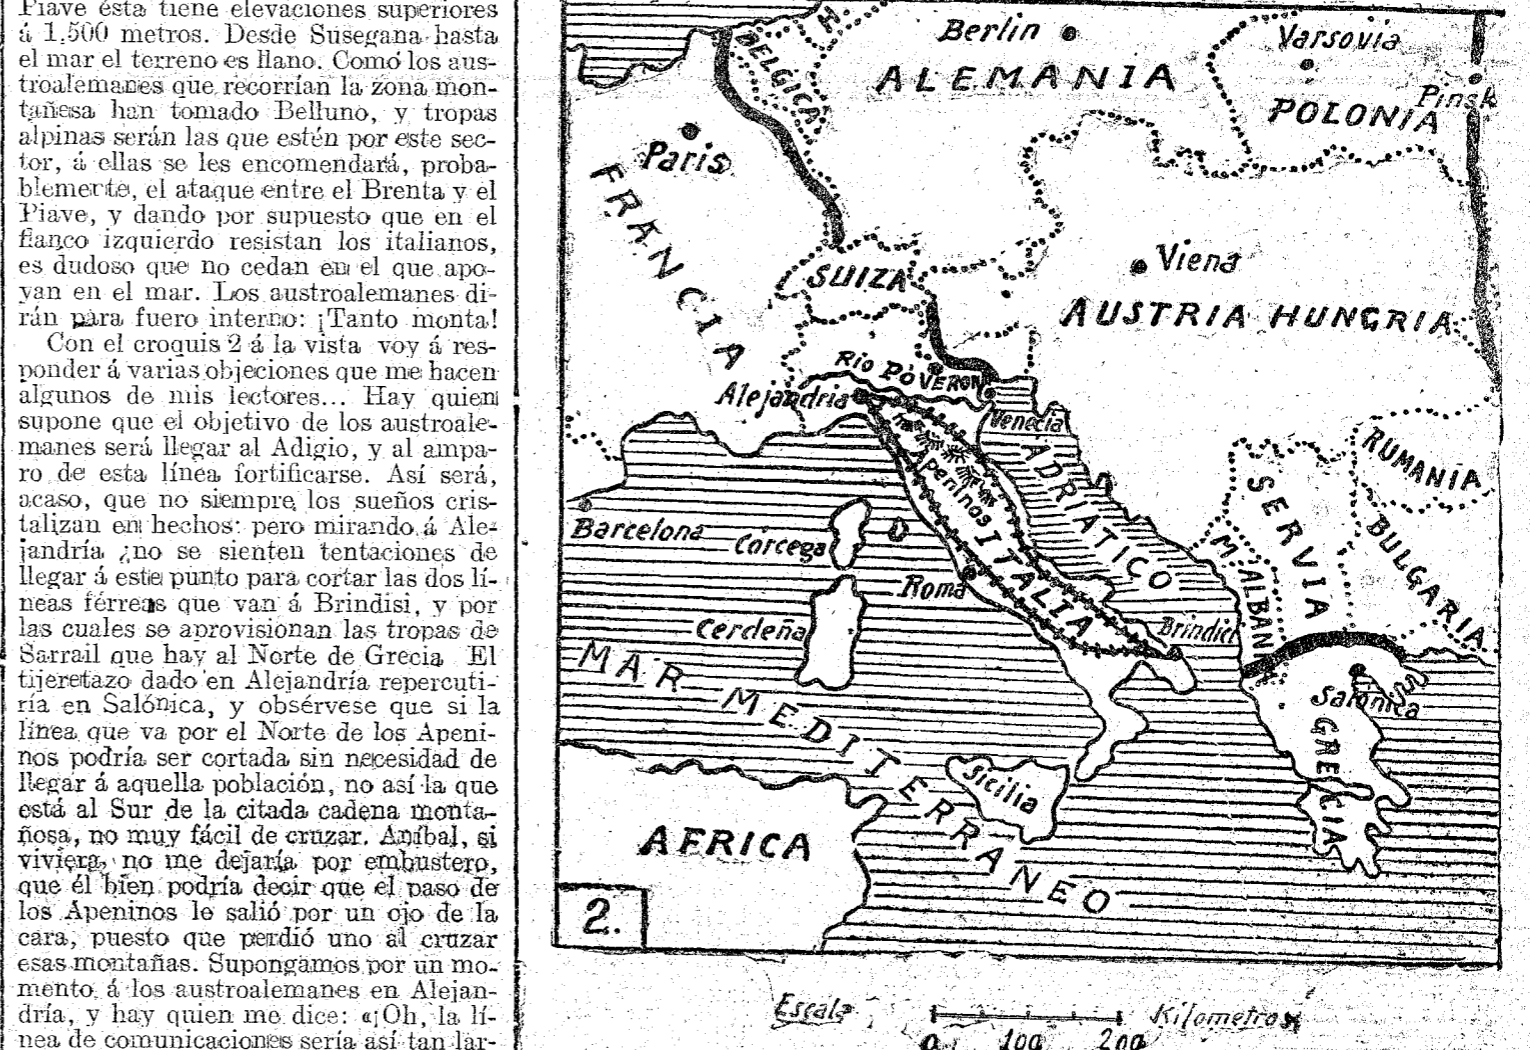 Piave ésta tiene elevaciones superiores
á 1.500 metros. Desde Susegana hasta
el mar el terreno es llano. Como los aus-
troalemanes que recorrían la zona mon-
tañesa han tomado Belluno, y tropas
alpinas serán las que estén por este sec-
tor, á ellas se les encomendará, proba-
blemente, el ataque entre el Brenta y el
Piave, y dando por supuesto que en el
flanco izquierdo resistan los italianos,
es dudoso que no cedan en el que apo-
yan en el mar. Los austroalemanes di-
rán para fuero interno: ¡Tanto monta!
Con el croquis 2 á la vista voy á res-
ponder á varias objeciones que me hacen
algunos de mis lectores... Hay quien
supone que el objetivo de los austroale-
manes será llegar al Adigio, y al ampa-
ro de esta línea fortificarse. Así será,
acaso, que no siempre los sueños cris-
talizan en hechos; pero mirando á Ale-
jandría ¿no se sienten tentaciones de
llegar á este punto para cortar las dos lí-
neas férreas que van á Brindisi, y por
las cuales se aprovisionan las tropas de
Sarrail que hay al Norte de Grecia El
tijeretazo dado en Alejandría repercuti-
ría en Salónica, y obsérvese que si la
línea que va por el Norte de los Apeni-
nos podría ser cortada sin necesidad de
llegar á aquella población, no así la que
está al Sur de la citada cadena monta-
ñosa, no muy fácil de cruzar. Aníbal, si
viviera, no me dejaría por embustero,
que él bien podría decir que el paso de
los Apeninos le salió por un ojo de la
cara, puesto que perdió uno al cruzar
esas montañas. Supongamos por un mo-
mento á los austroalemanes en Alejan-
dría, y hay quien me dice: «¡Oh, la lí-
nea de comunicaciones sería así tan lar-
H.
BELGICA
Berlin
ALEMANIA
Varsovia
Pinsk
POLONIA
Paris
FRANCIA
SUIZA
Viena
AUSTRIA HUNGRIA
Rio Po
VERONA
Alejandria
Venecia
Apeninos
ADRIATICO
RUMANÍA
SERVIA
BULGARIA
Barcelona
Córcega
ITALIA
Roma
M
ALBAN
Cerdeña
Brindici
MAR MEDITERRANEO
Salónica
GRECIA
Sicilia
AFRICA
2.
Escala
Kilometros
0 100 200